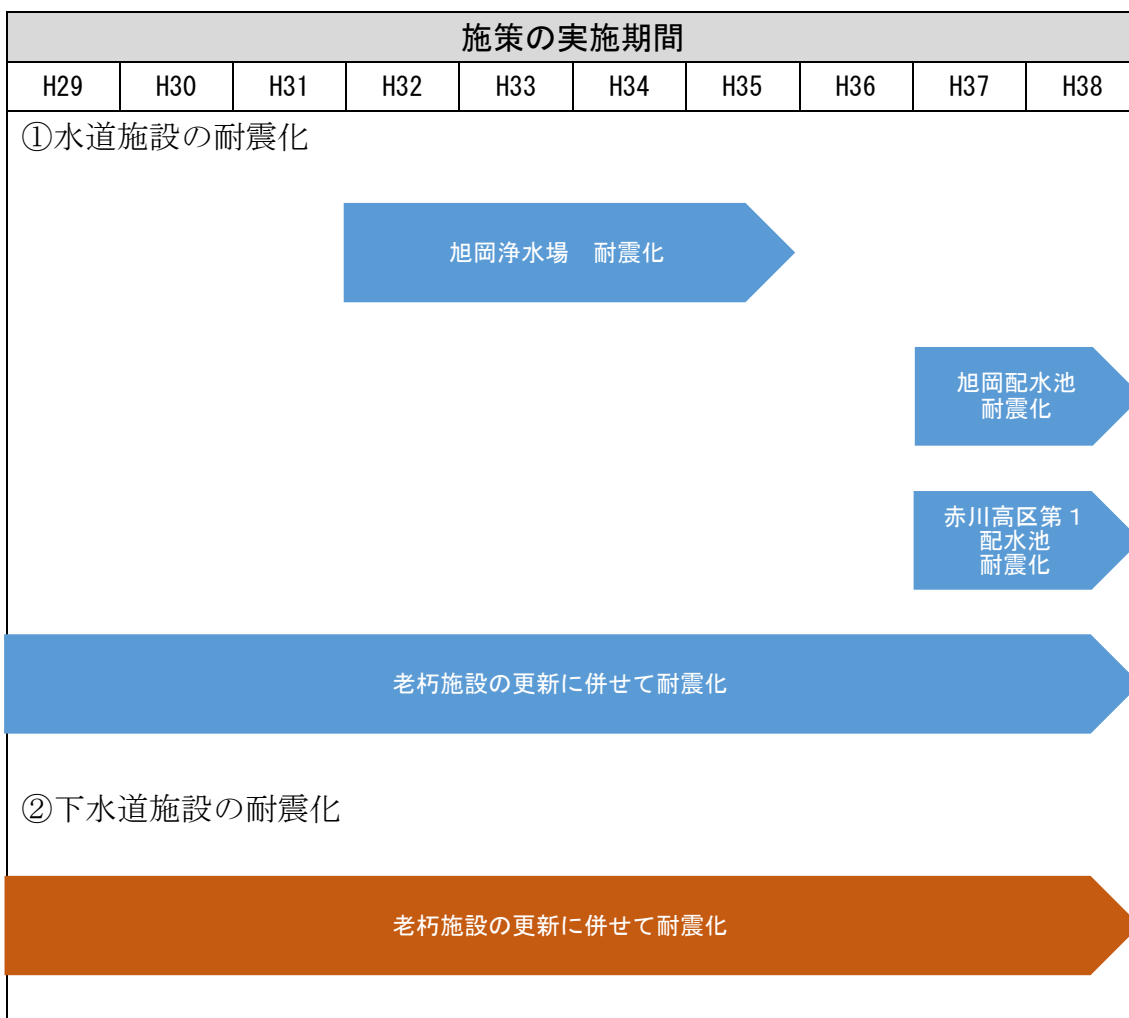 施策の実施期間
H29 H30 H31 H32 H33 H34 H35 H36 H37 H38
①水道施設の耐震化
旭岡浄水場　耐震化
旭岡配水池
耐震化
赤川高区第１
配水池
耐震化
老朽施設の更新に併せて耐震化
②下水道施設の耐震化
老朽施設の更新に併せて耐震化